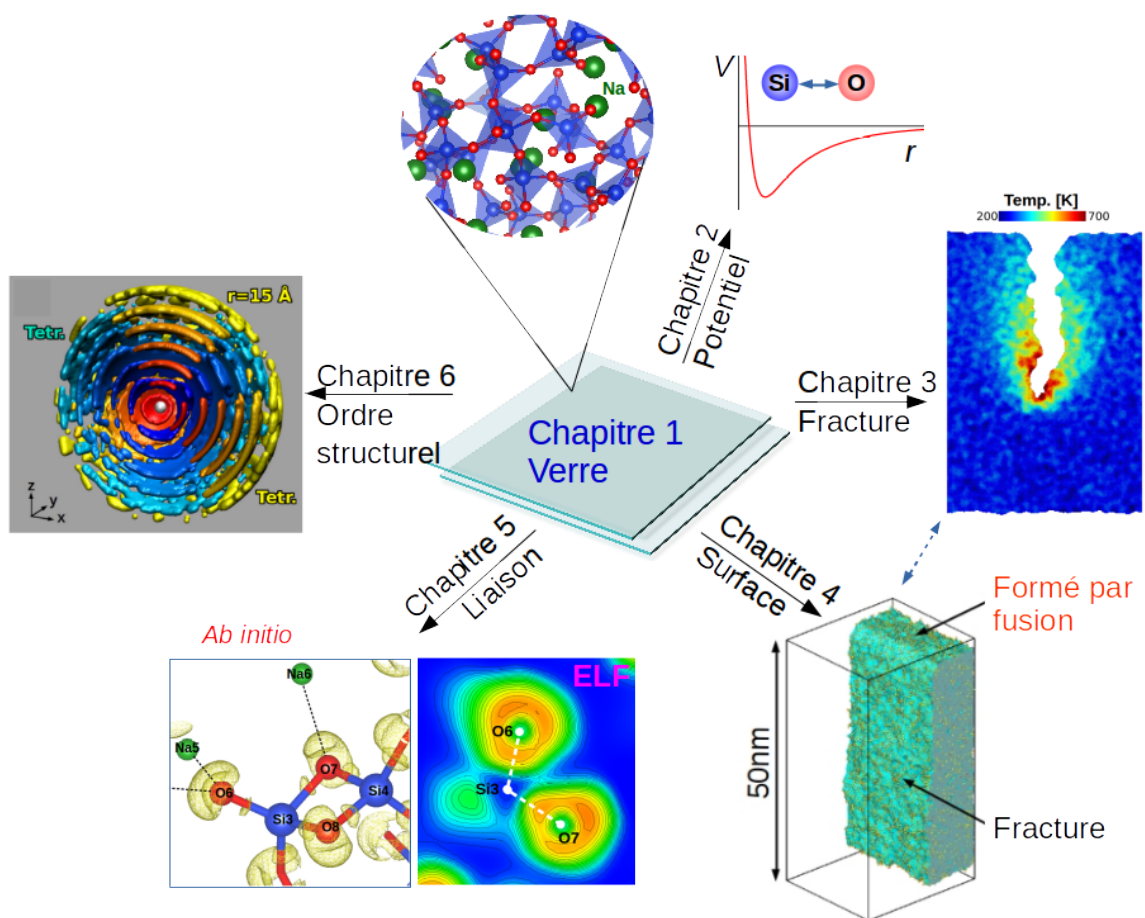 Na
V
Si
O
r
Temp. [K]
200
700
r=15 Å
Tetr.
Tetr.
z
y
x
Chapitre 2
Potentiel
Chapitre 6
Ordre
structurel
Chapitre 3
Fracture
Chapitre 1
Verre
Chapitre 5
Liaison
Chapitre 4
Surface
Ab initio
Na6
Na5
O7
O6
Si4
Si3
O8
ELF
O6
Si3
O7
Formé par
fusion
50nm
Fracture